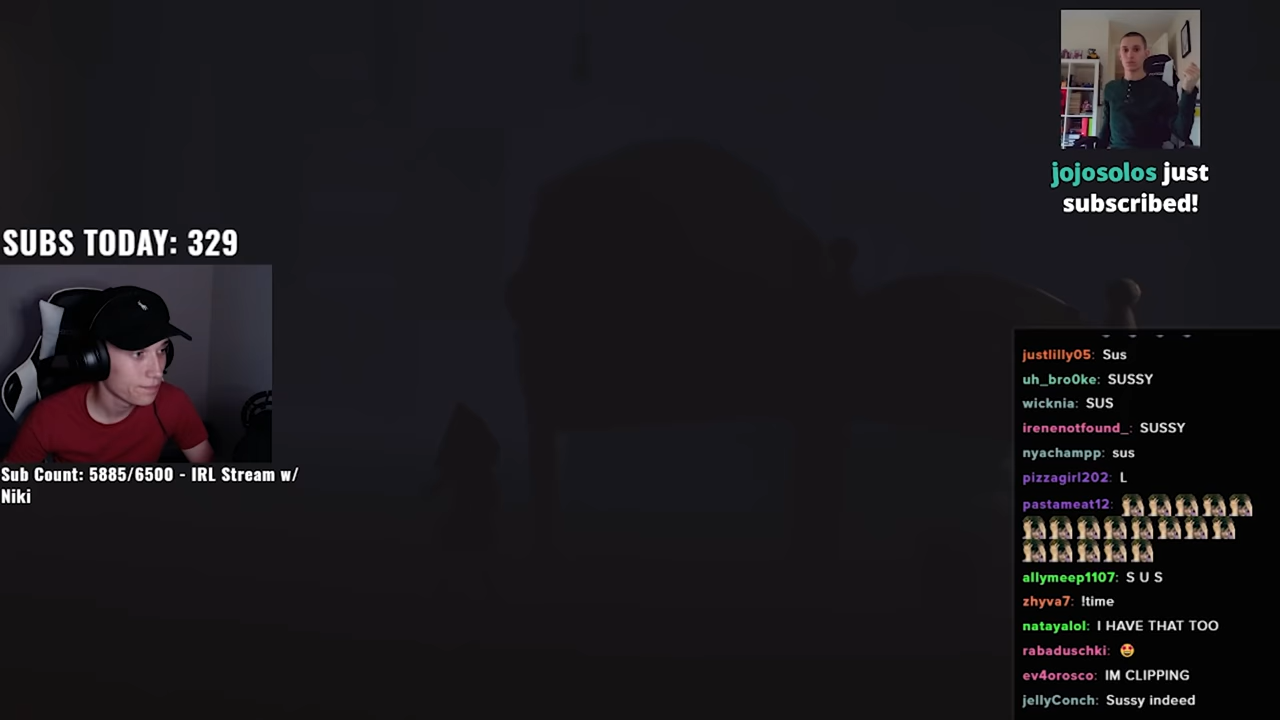 jojosolos just
subscribed!
SUBS TODAY: 329
Sub Count: 5885/6500 - IRL Stream w/
Niki
justlilly05: Sus
uh_bro0ke: SUSSY
wicknia: SUS
irenenotfound_: SUSSY
nyachampp: sus
pizzagirl202: L
pastameat12:
allymeep1107: S U S
zhyva7: !time
natayalol: I HAVE THAT TOO
rabaduschki:
ev4orosco: IM CLIPPING
jellyConch: Sussy indeed